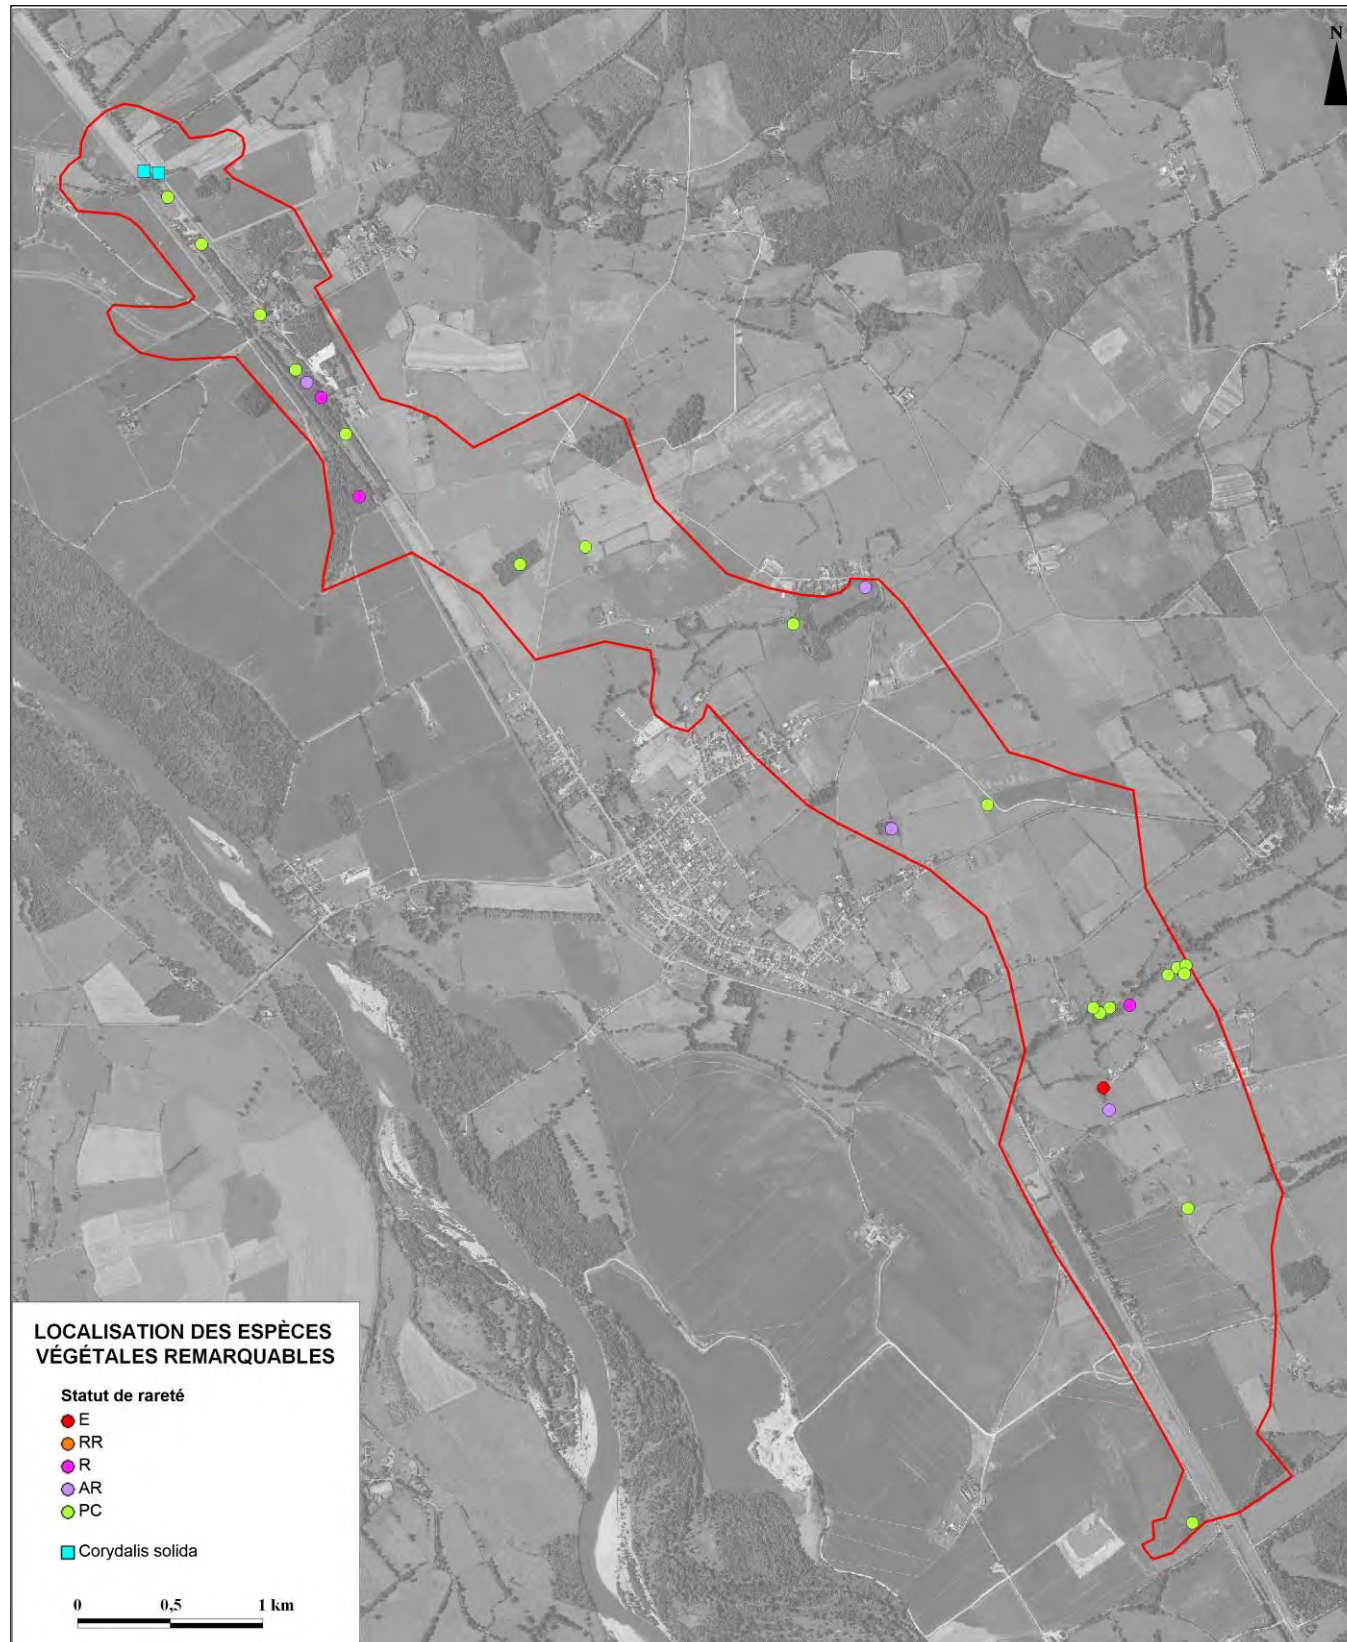 N
LOCALISATION DES ESPÈCES
VÉGÉTALES REMARQUABLES
Statut de rareté
E
RR
R
AR
PC
Corydalis solida
0 0,5 1 km